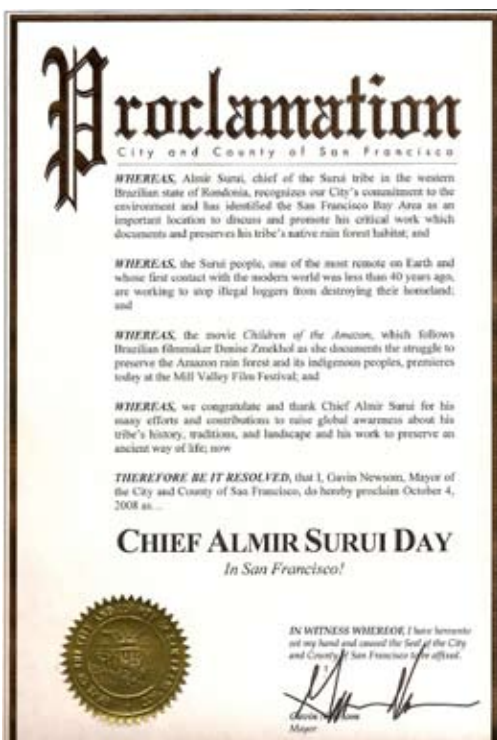 Proclamation
City and County of San Francisco
WHEREAS, Almir Surui, chief of the Surui tribe in the western
Brazilian state of Rondonia, recognizes our City's commitment to the
environment and has identified the San Francisco Bay Area as an
important location to discuss and promote his critical work which
documents and preserves his tribe's native rain forest habitat; and
WHEREAS, the Surui people, one of the most remote on Earth and
whose first contact with the modern world was less than 40 years ago,
are working to stop illegal loggers from destroying their homeland;
and
WHEREAS, the movie Children of the Amazon, which follows
Brazilian filmmaker Denise Zmekhol as she documents the struggle to
preserve the Amazon rain forest and its indigenous peoples, premieres
today at the Mill Valley Film Festival; and
WHEREAS, we congratulate and thank Chief Almir Surui for his
many efforts and contributions to raise global awareness about his
tribe's history, traditions, and landscape and his work to preserve an
ancient way of life; now
THEREFORE BE IT RESOLVED, that I, Gavin Newsom, Mayor of
the City and County of San Francisco, do hereby proclaim October 4,
2008 as...
CHIEF ALMIR SURUI DAY
In San Francisco!
IN WITNESS WHEREOF, I have hereunto
set my hand and caused the Seal of the City
and County of San Francisco to be affixed.
Gavin Newsom
Mayor